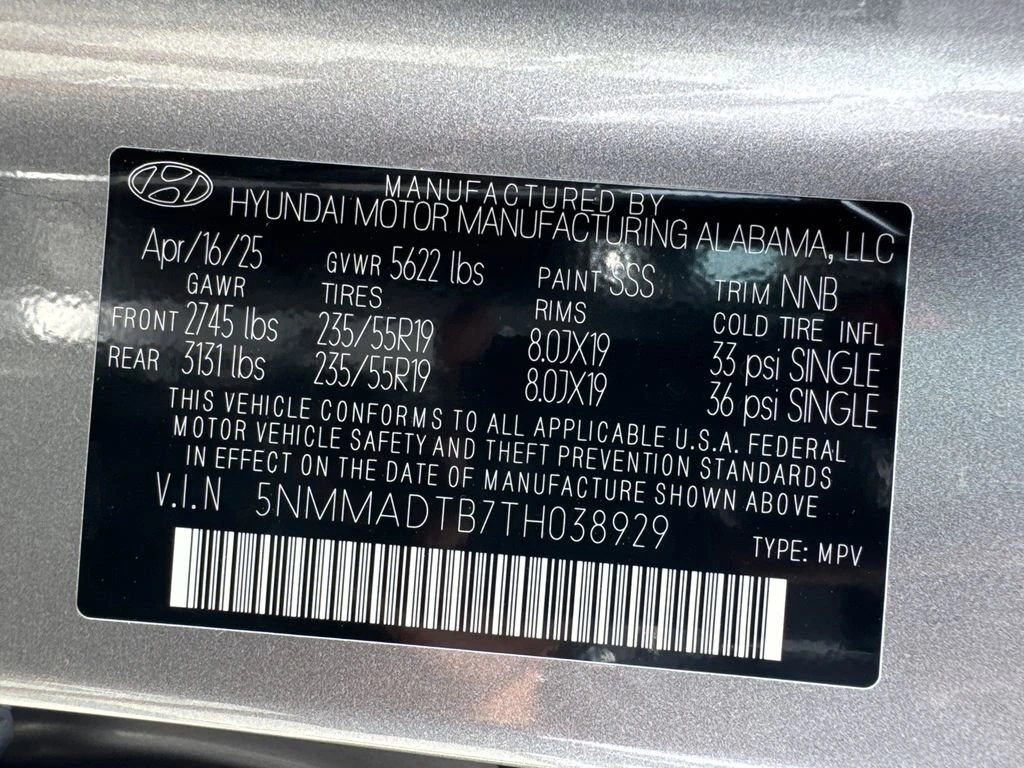 MANUFACTURED BY
HYUNDAI MOTOR MANUFACTURING ALABAMA, LLC
Apr/16/25 GVWR 5622 lbs PAINT SSS TRIM NNB
GAWR TIRES RIMS COLD TIRE INFL
FRONT 2745 lbs 235/55R19 8.0JX19 33 psi SINGLE
REAR 3131 lbs 235/55R19 8.0JX19 36 psi SINGLE
THIS VEHICLE CONFORMS TO ALL APPLICABLE U.S.A. FEDERAL
MOTOR VEHICLE SAFETY AND THEFT PREVENTION STANDARDS
IN EFFECT ON THE DATE OF MANUFACTURE SHOWN ABOVE
V.I.N 5NMMADTB7TH038929
TYPE: MPV